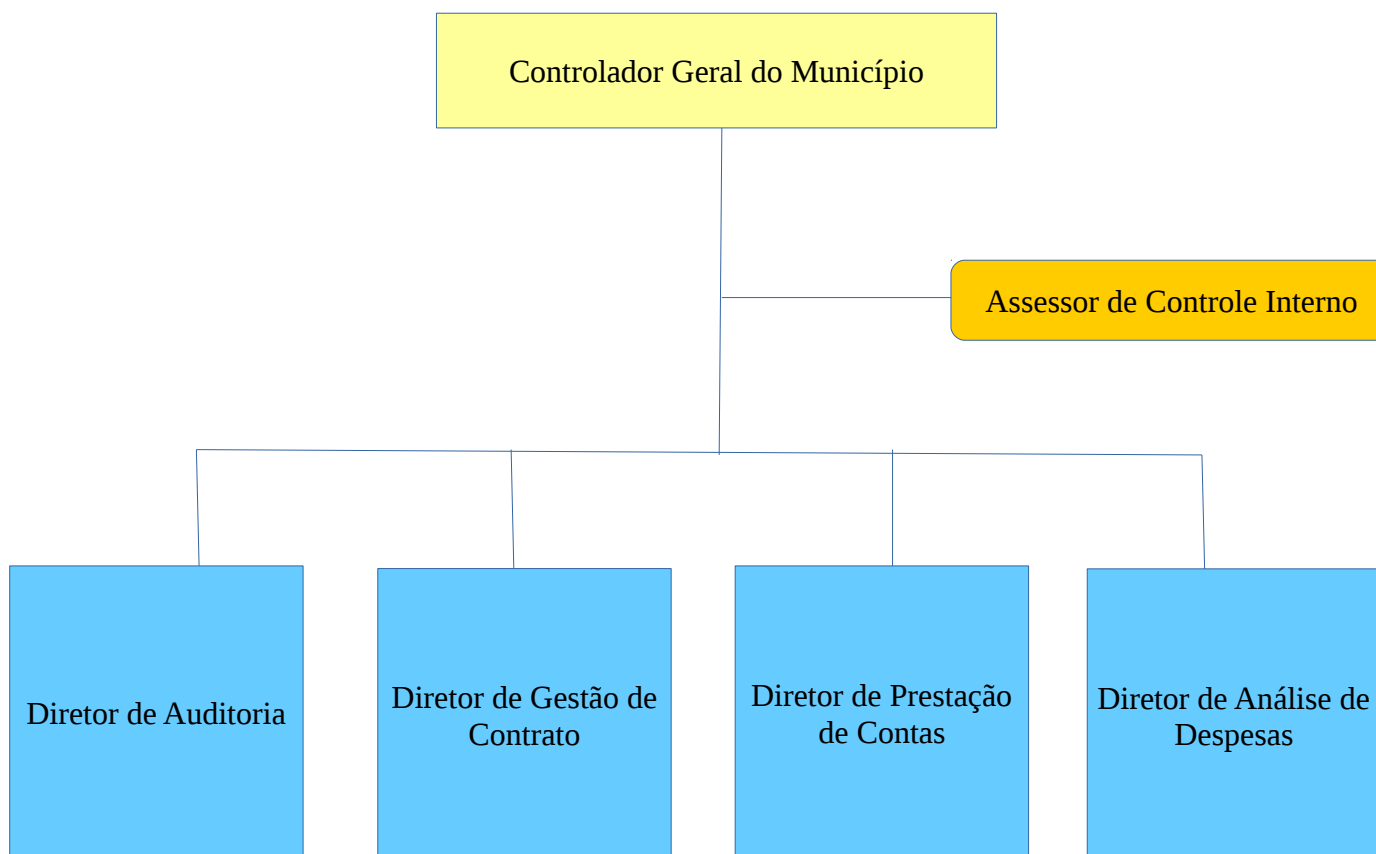 Controlador Geral do Município
Assessor de Controle Interno
Diretor de Auditoria
Diretor de Gestão de
Contrato
Diretor de Prestação
de Contas
Diretor de Análise de
Despesas